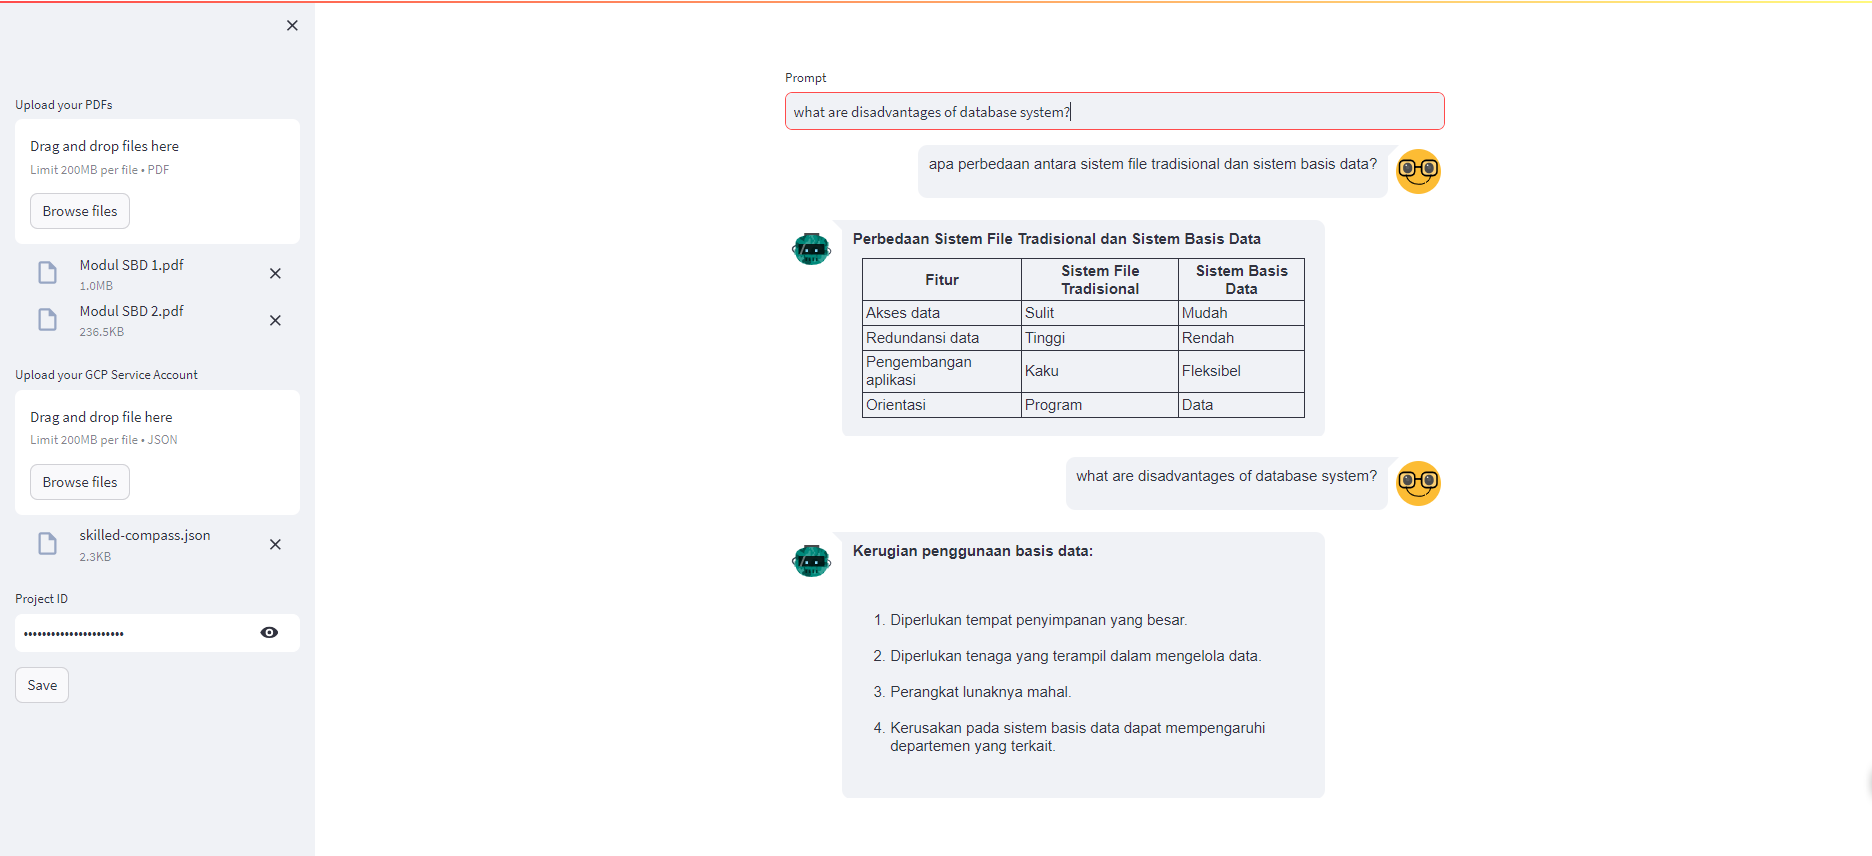 Upload your PDFs
Drag and drop files here
Limit 200MB per file • PDF
Browse files
Modul SBD 1.pdf
1.0MB
Modul SBD 2.pdf
236.5KB
Upload your GCP Service Account
Drag and drop file here
Limit 200MB per file • JSON
Browse files
skilled-compass.json
2.3KB
Project ID
••••••••••••••••••••••
Save
Prompt
what are disadvantages of database system?
apa perbedaan antara sistem file tradisional dan sistem basis data?
Perbedaan Sistem File Tradisional dan Sistem Basis Data
Fitur
Sistem File
Tradisional
Sistem Basis
Data
Akses data
Sulit
Mudah
Redundansi data
Tinggi
Rendah
Pengembangan
aplikasi
Kaku
Fleksibel
Orientasi
Program
Data
what are disadvantages of database system?
Kerugian penggunaan basis data:
1. Diperlukan tempat penyimpanan yang besar.
2. Diperlukan tenaga yang terampil dalam mengelola data.
3. Perangkat lunaknya mahal.
4. Kerusakan pada sistem basis data dapat mempengaruhi
departemen yang terkait.